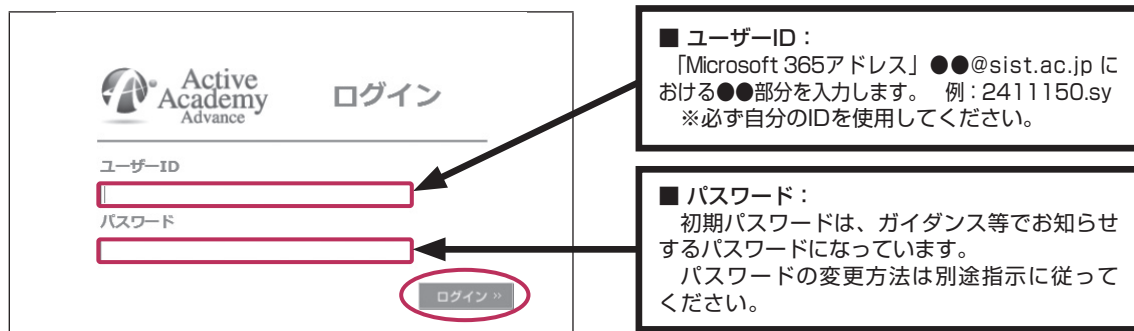 Active
Academy
Advance
ログイン
ユーザーID
パスワード
ログイン »
■ ユーザーID：
「Microsoft 365アドレス」●●@sist.ac.jp に
おける●●部分を入力します。 例：2411150.sy
※必ず自分のIDを使用してください。
■ パスワード：
初期パスワードは、ガイダンス等でお知らせ
するパスワードになっています。
パスワードの変更方法は別途指示に従って
ください。